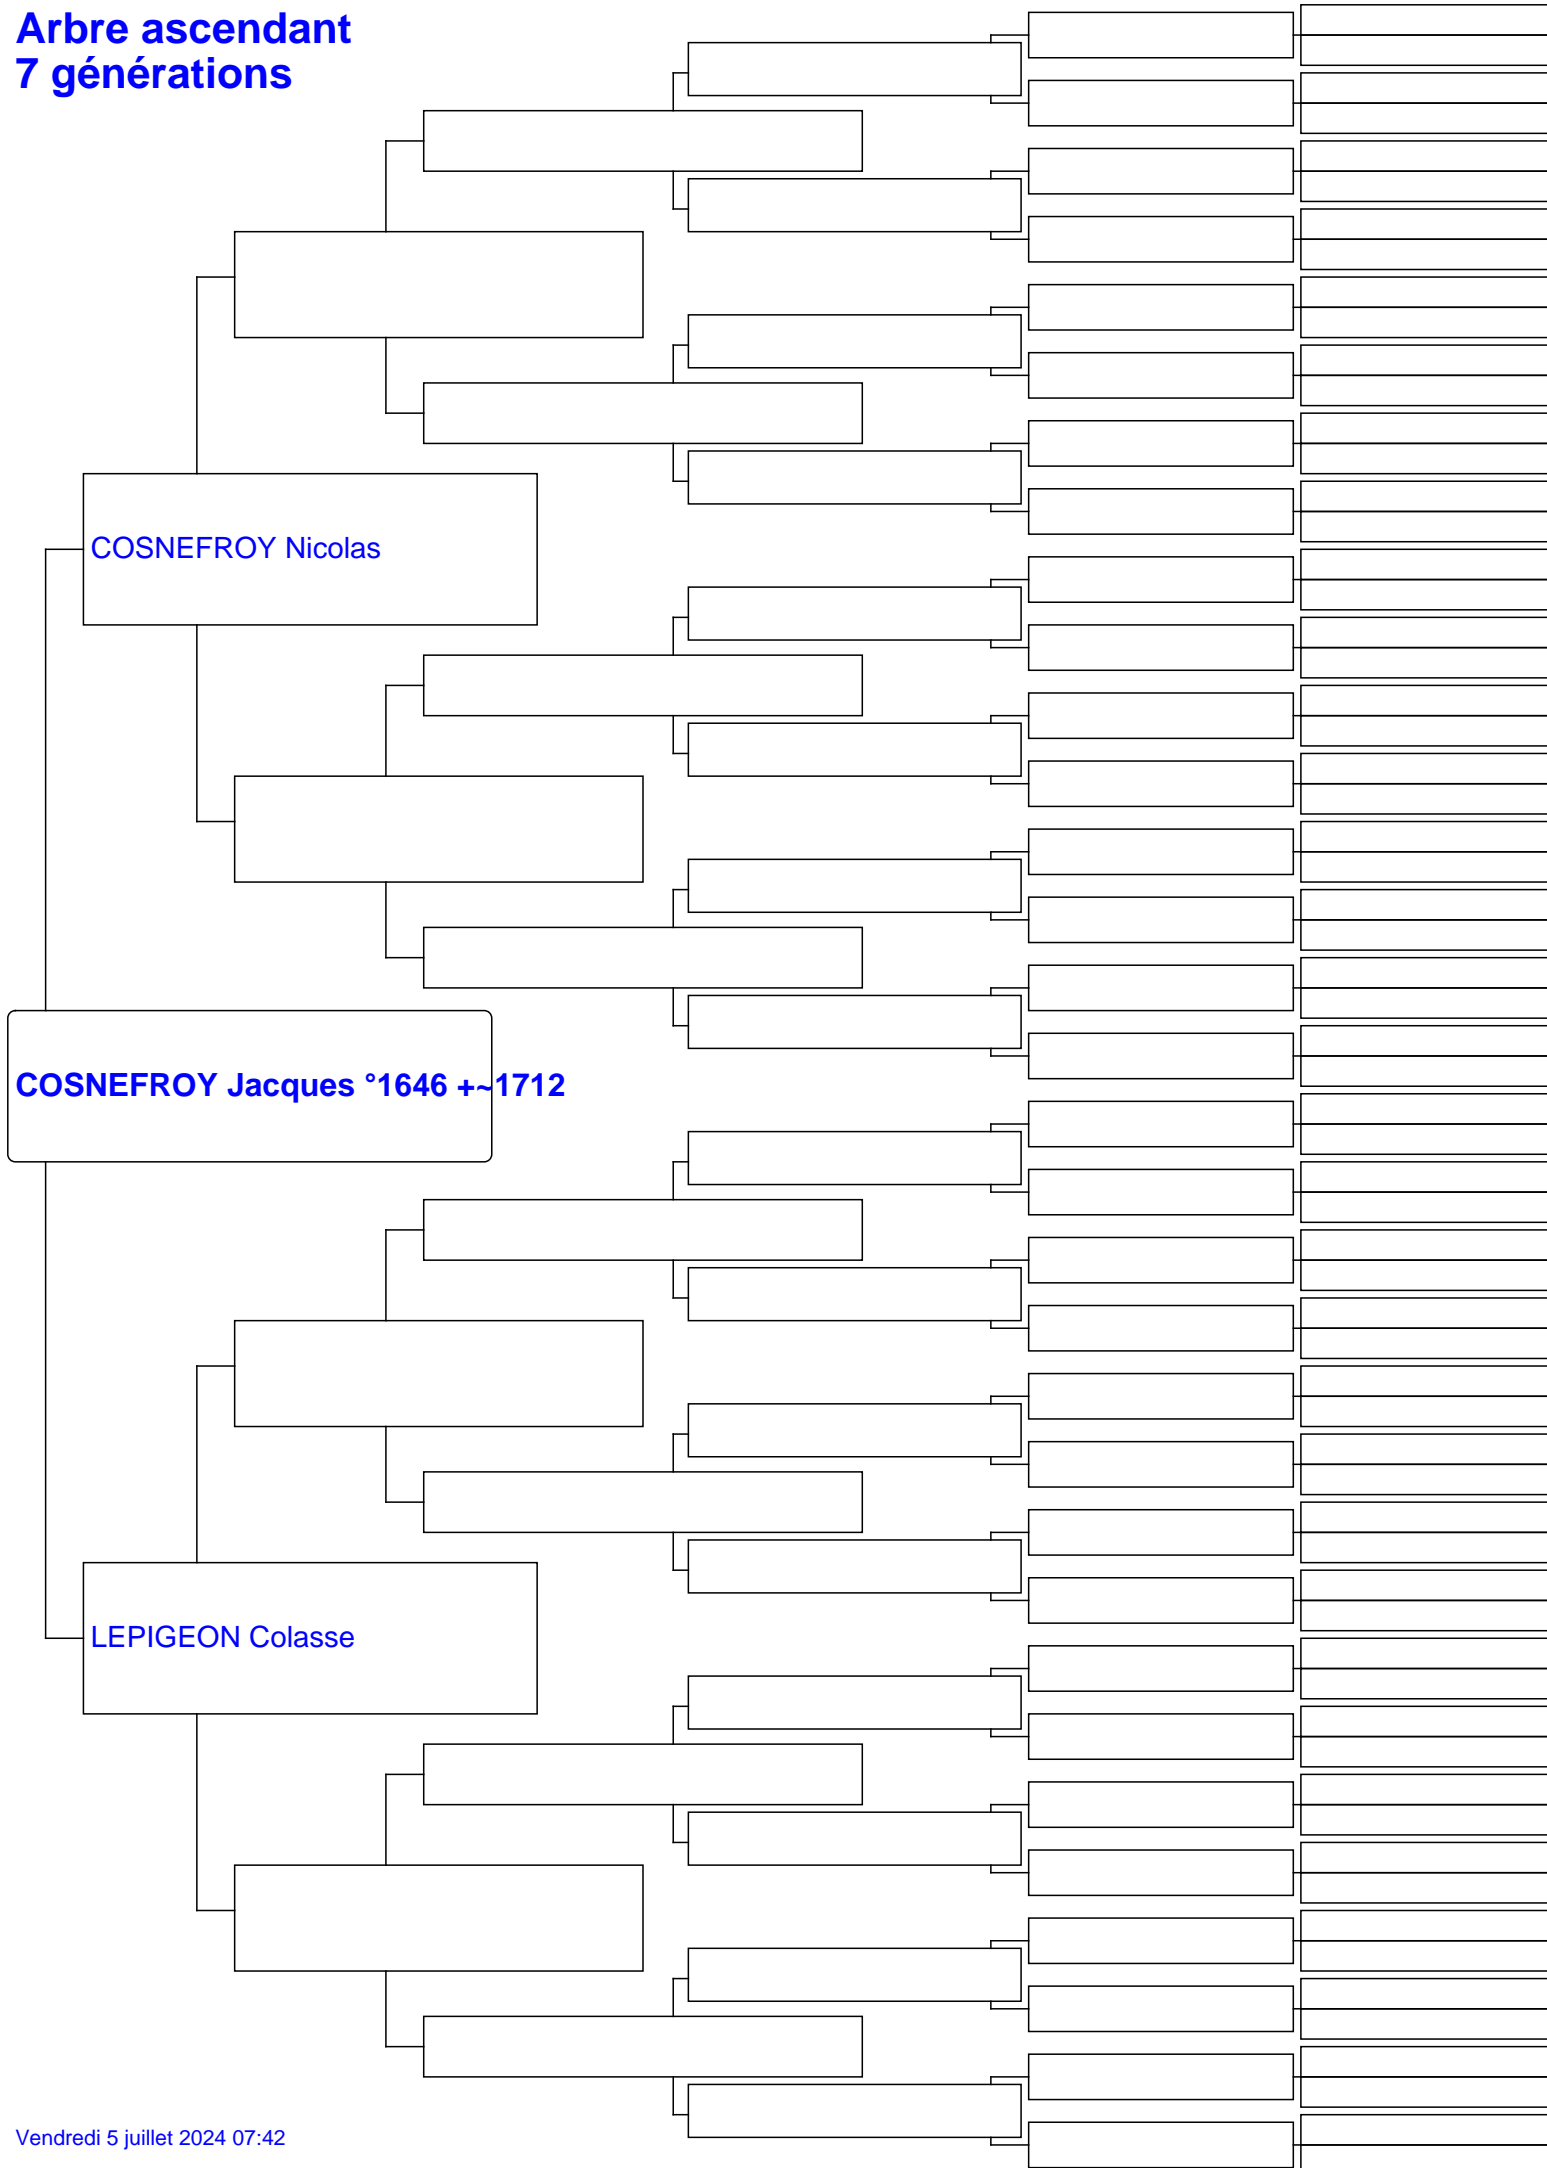 Arbre ascendant
7 générations
COSNEFROY Nicolas
COSNEFROY Jacques °1646 +~1712
LEPIGEON Colasse
Vendredi 5 juillet 2024 07:42